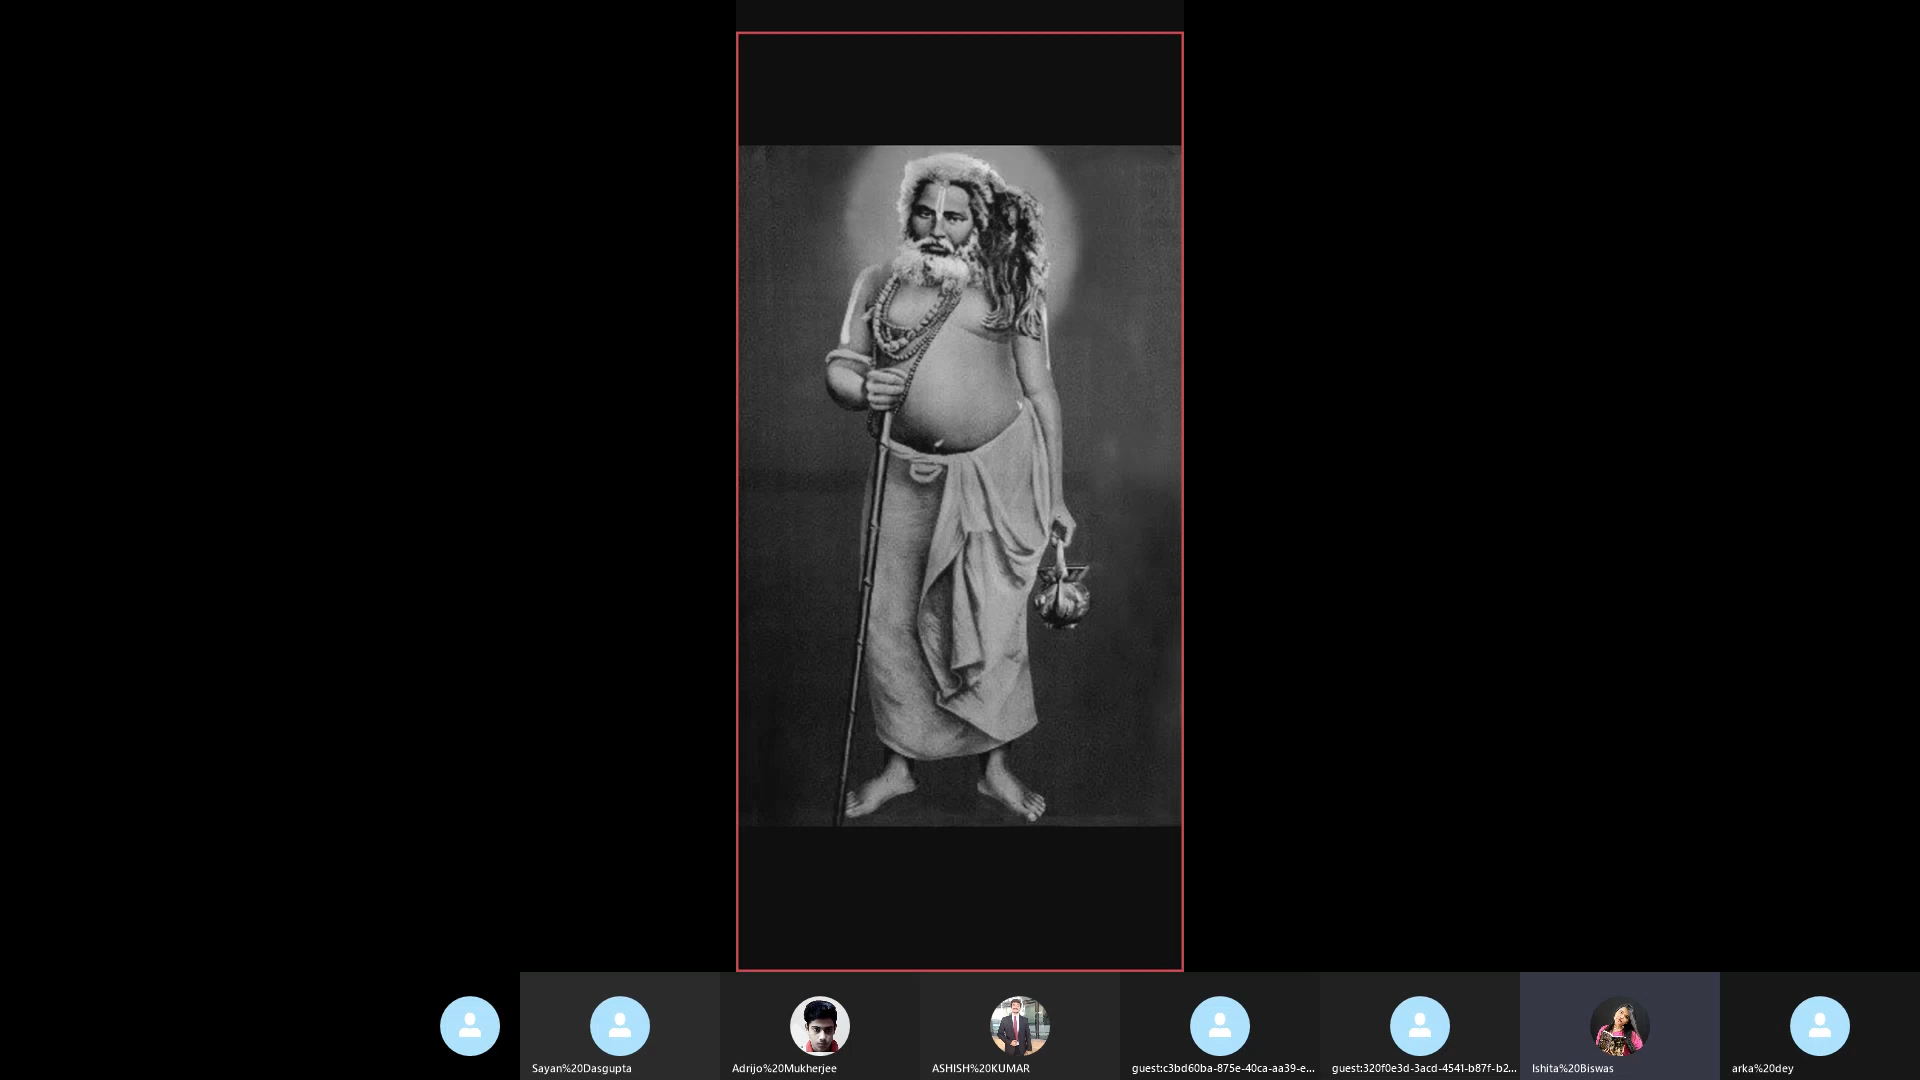 Sayan%20Dasgupta
Adrijo%20Mukherjee
ASHISH%20KUMAR
guest:c3bd60ba-875e-40ca-aa39-e...
guest:320f0e3d-3acd-4541-b87f-b2...
Ishita%20Biswas
arka%20dey